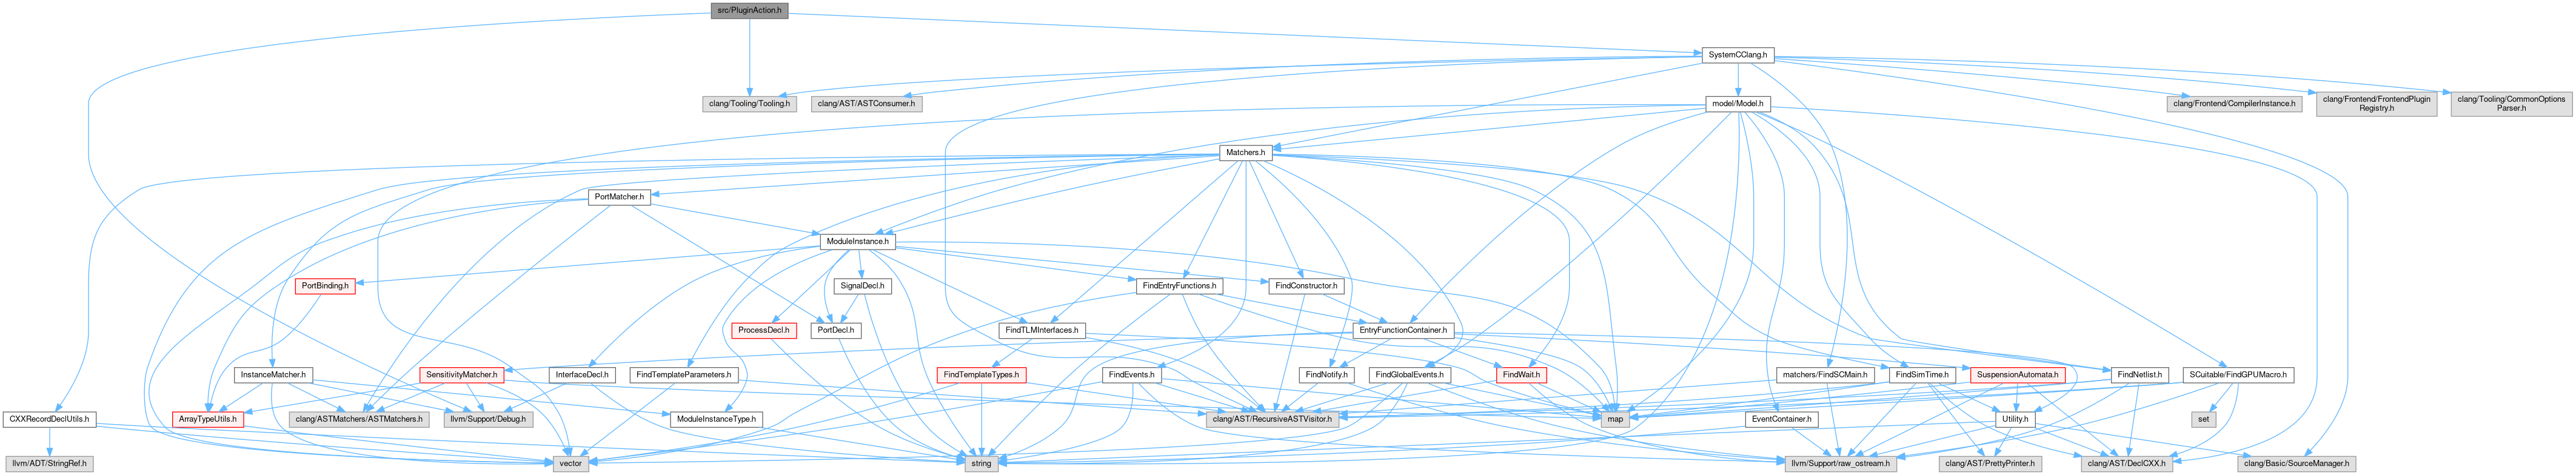 src/PluginAction.h
SystemCClang.h
clang/Tooling/Tooling.h
clang/AST/ASTConsumer.h
model/Model.h
clang/Frontend/CompilerInstance.h
clang/Frontend/FrontendPlugin
Registry.h
clang/Tooling/CommonOptions
Parser.h
Matchers.h
PortMatcher.h
ModuleInstance.h
PortBinding.h
SignalDecl.h
FindEntryFunctions.h
FindConstructor.h
ProcessDecl.h
PortDecl.h
FindTLMInterfaces.h
EntryFunctionContainer.h
InstanceMatcher.h
SensitivityMatcher.h
InterfaceDecl.h
FindTemplateParameters.h
FindTemplateTypes.h
FindEvents.h
FindNotify.h
FindGlobalEvents.h
FindWait.h
matchers/FindSCMain.h
FindSimTime.h
SuspensionAutomata.h
FindNetlist.h
SCuitable/FindGPUMacro.h
CXXRecordDeclUtils.h
ArrayTypeUtils.h
clang/ASTMatchers/ASTMatchers.h
llvm/Support/Debug.h
ModuleInstanceType.h
clang/AST/RecursiveASTVisitor.h
map
EventContainer.h
Utility.h
set
llvm/ADT/StringRef.h
vector
string
llvm/Support/raw_ostream.h
clang/AST/PrettyPrinter.h
clang/AST/DeclCXX.h
clang/Basic/SourceManager.h